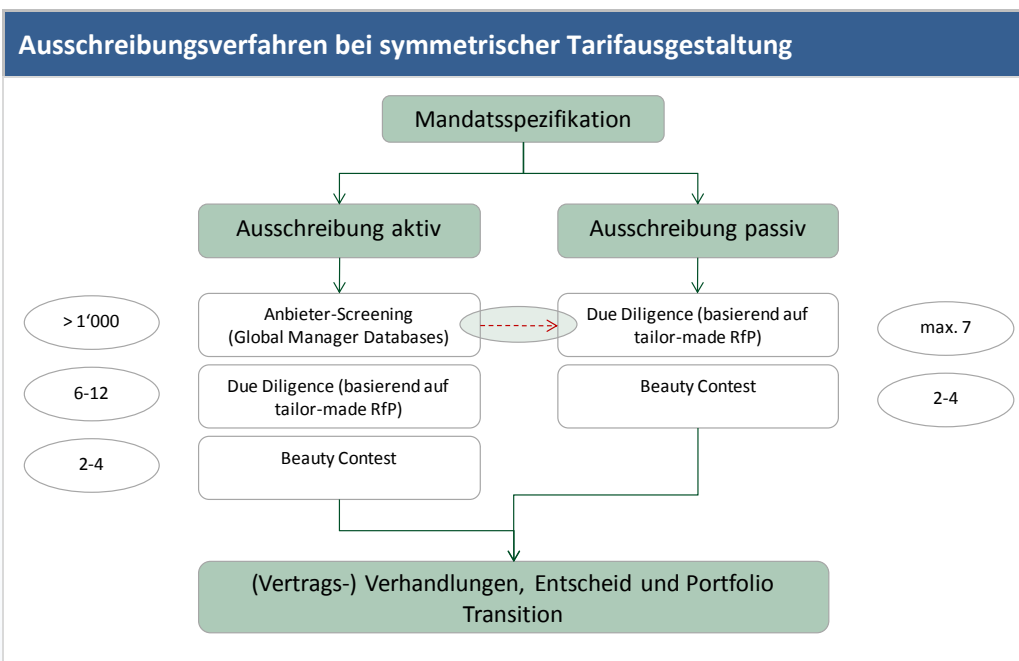 Ausschreibungsverfahren bei symmetrischer Tarifausgestaltung
Mandatsspezifikation
Ausschreibung aktiv
Ausschreibung passiv
> 1‘000
Anbieter-Screening
(Global Manager Databases)
Due Diligence (basierend auf
tailor-made RfP)
max. 7
6-12
Due Diligence (basierend auf
tailor-made RfP)
Beauty Contest
2-4
2-4
Beauty Contest
(Vertrags-) Verhandlungen, Entscheid und Portfolio
Transition